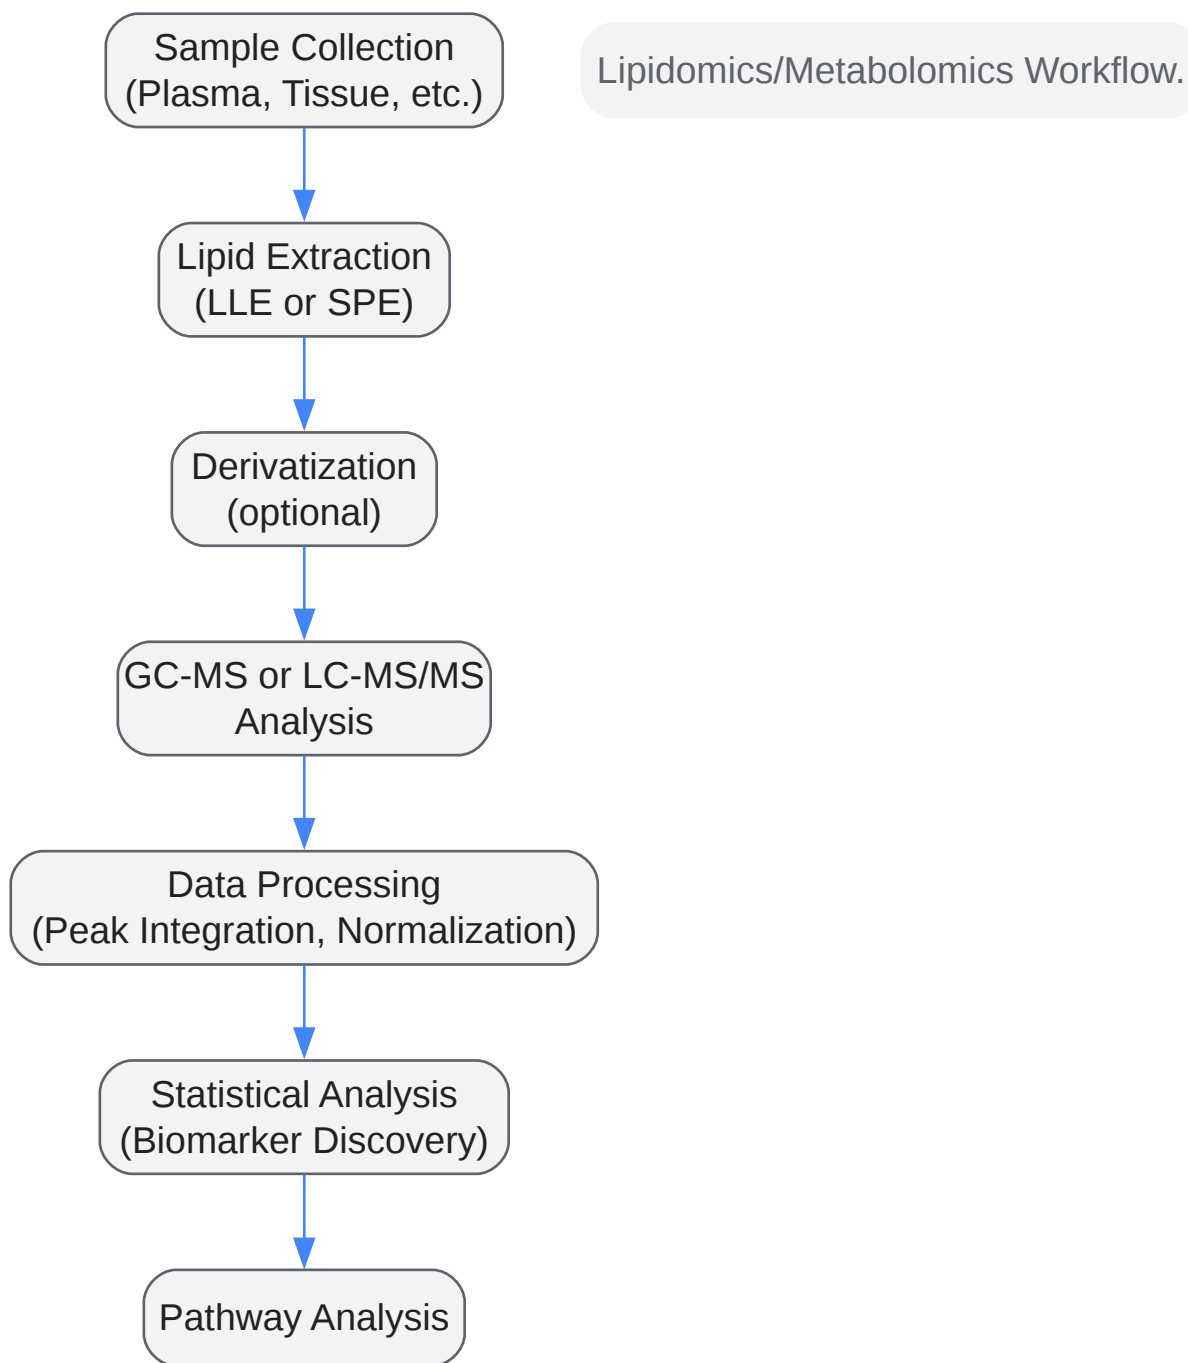 Sample Collection
(Plasma, Tissue, etc.)
Lipidomics/Metabolomics Workflow.
Lipid Extraction
(LLE or SPE)
Derivatization
(optional)
GC-MS or LC-MS/MS
Analysis
Data Processing
(Peak Integration, Normalization)
Statistical Analysis
(Biomarker Discovery)
Pathway Analysis